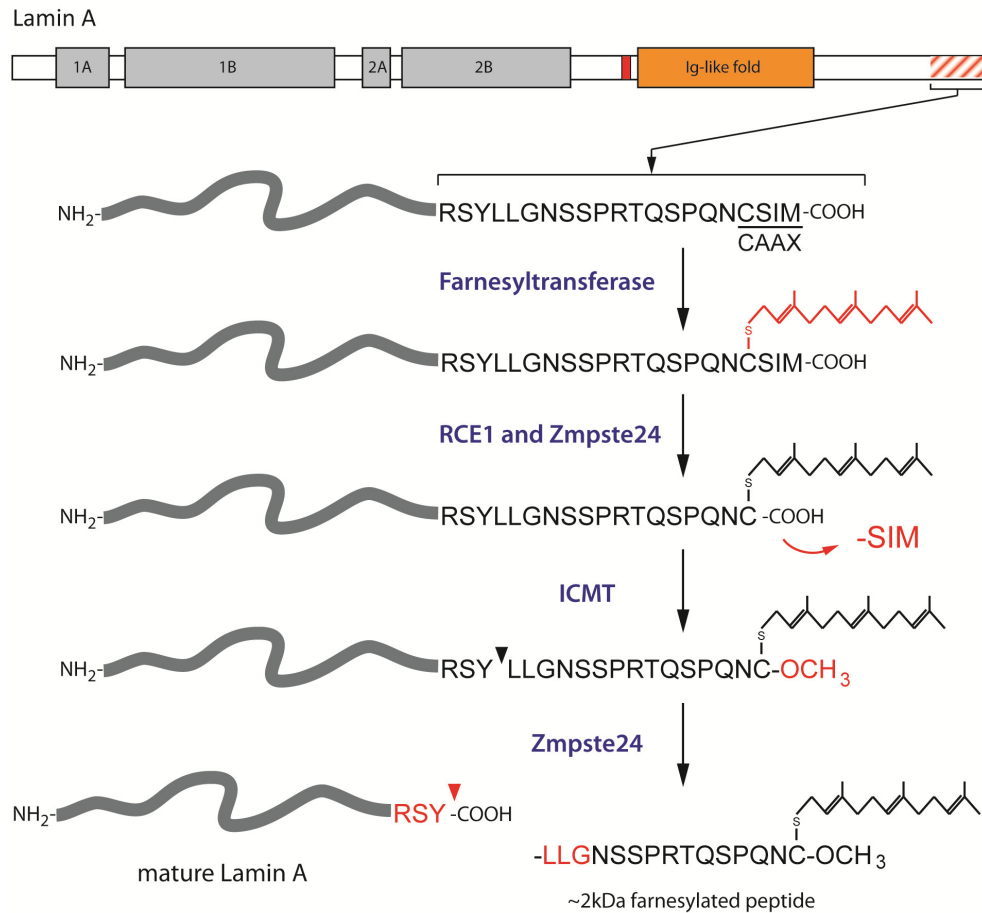 Lamin A
1A 1B 2A 2B Ig-like fold
NH2- RSYLLGNSSPRTQSPQNCSIM-COOH
CAAX
Farnesyltransferase
S
NH2- RSYLLGNSSPRTQSPQNCSIM-COOH
RCE1 and Zmpste24
S
NH2- RSYLLGNSSPRTQSPQNC-COOH
-SIM
ICMT
S
NH2- RSY LLGNSSPRTQSPQNC-OCH3
Zmpste24
NH2- RSY-COOH
S
-LLGNSSPRTQSPQNC-OCH3
mature Lamin A
~2kDa farnesylated peptide